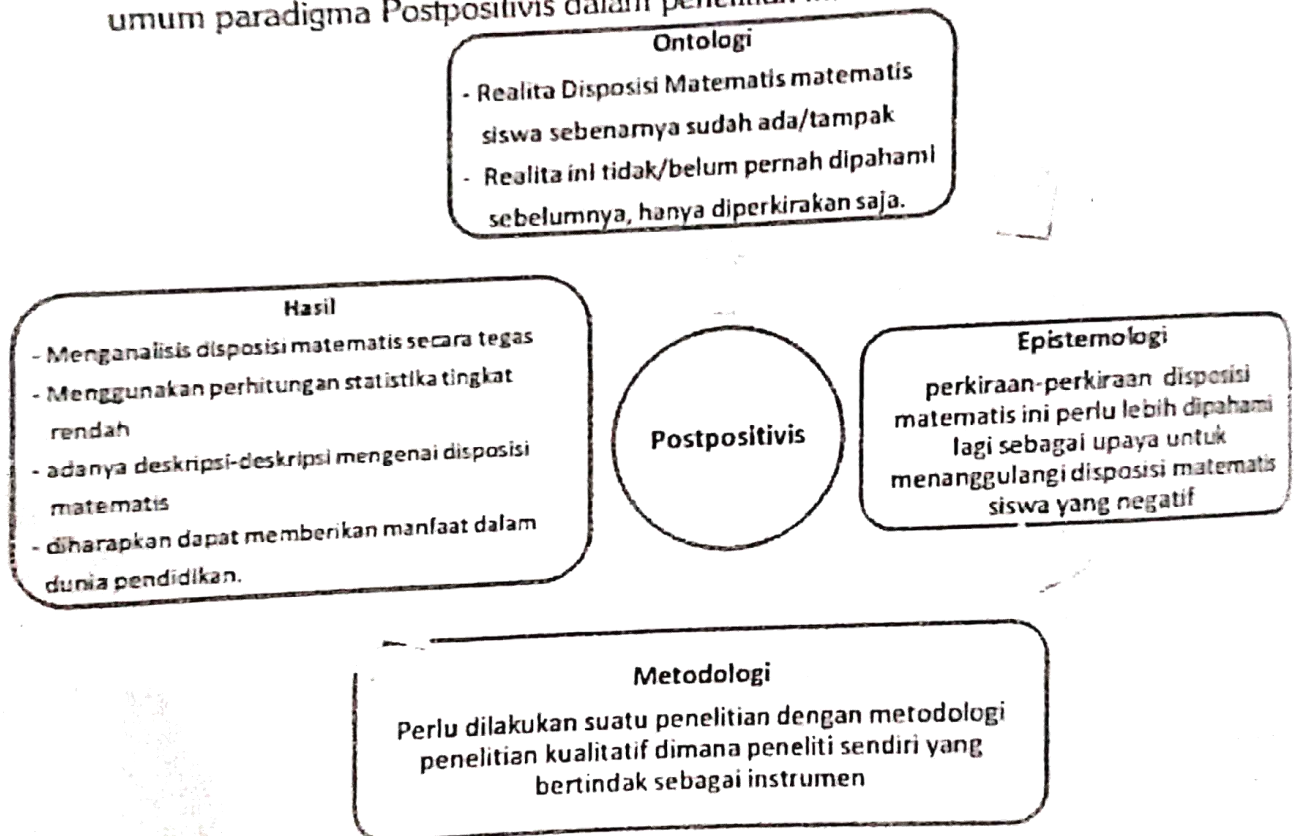 umum paradigma Postpositivis dalam penelitian
Ontologi
- Realita Disposisi Matematis matematis
siswa sebenarnya sudah ada/tampak
- Realita ini tidak/belum pernah dipahami
sebelumnya, hanya diperkirakan saja.
Hasil
- Menganalisis disposisi matematis secara tegas
- Menggunakan perhitungan statistika tingkat
rendah
- adanya deskripsi-deskripsi mengenai disposisi
matematis
- diharapkan dapat memberikan manfaat dalam
dunia pendidikan.
Postpositivis
Epistemologi
perkiraan-perkiraan disposisi
matematis ini perlu lebih dipahami
lagi sebagai upaya untuk
menanggulangi disposisi matematis
siswa yang negatif
Metodologi
Perlu dilakukan suatu penelitian dengan metodologi
penelitian kualitatif dimana peneliti sendiri yang
bertindak sebagai instrumen